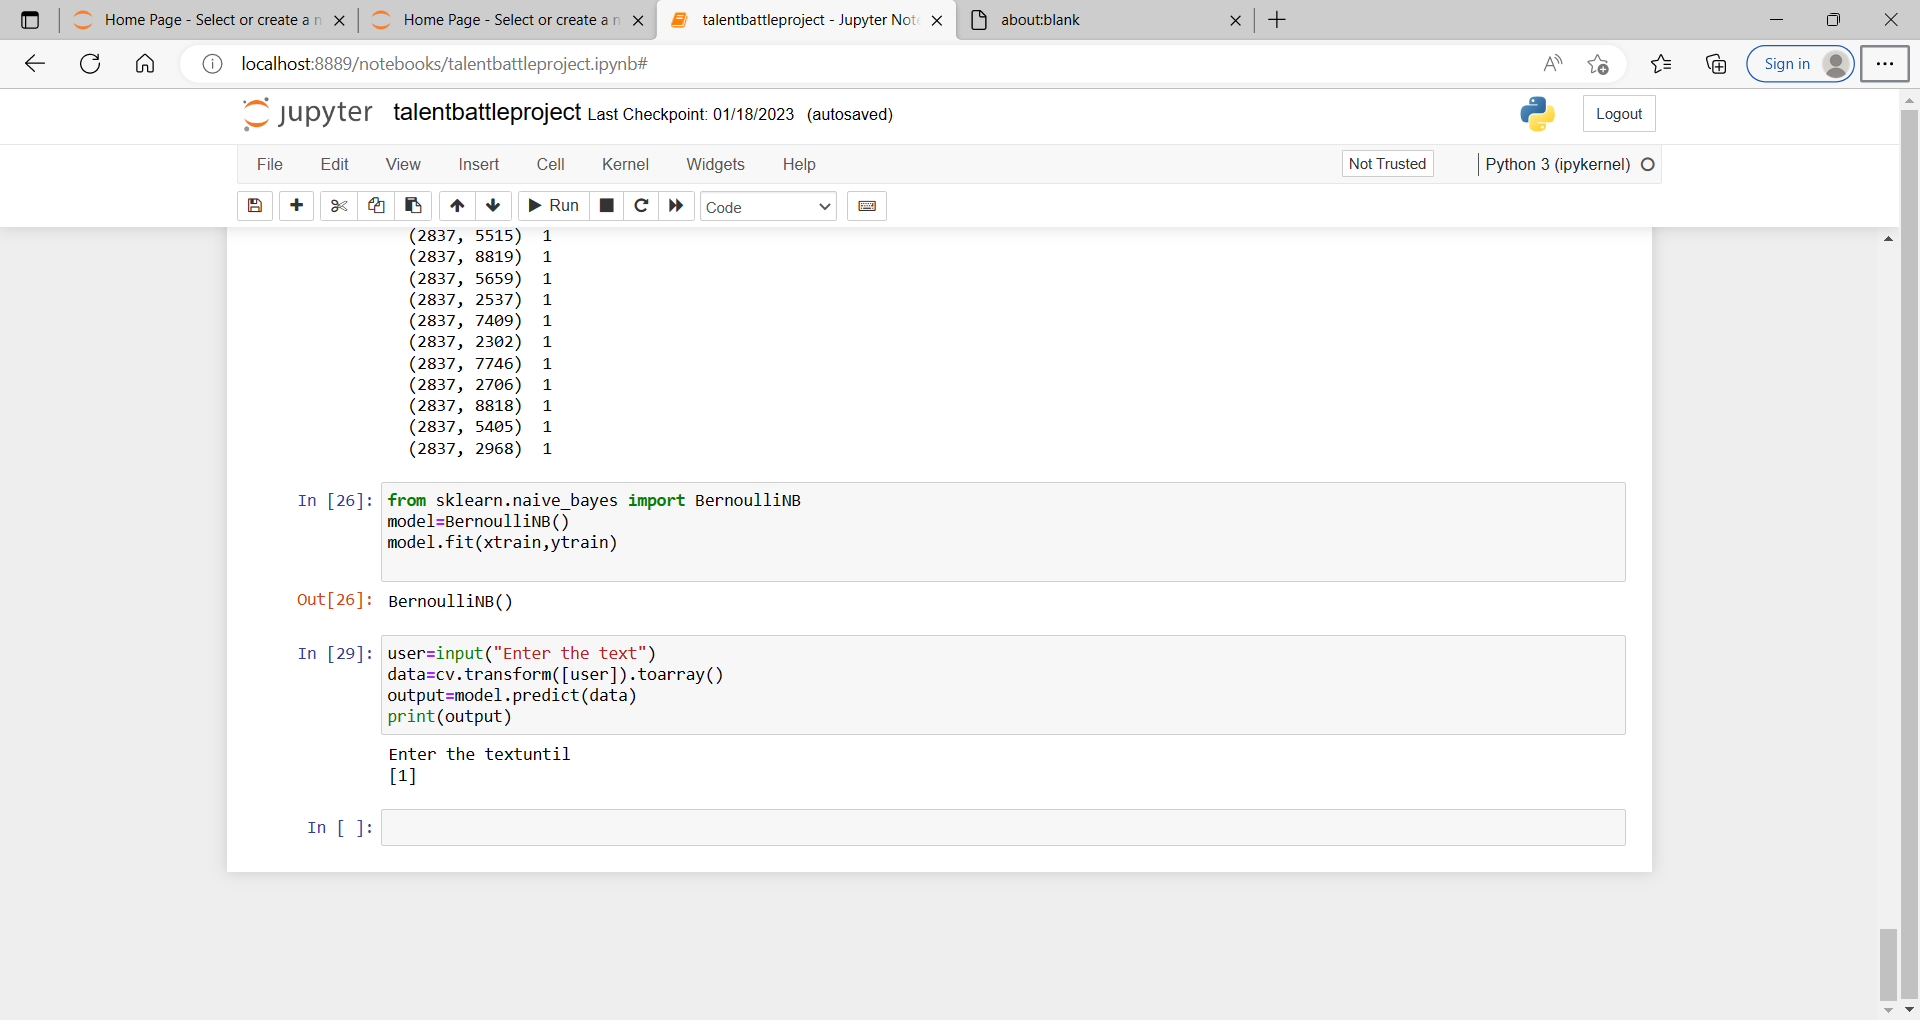 Home Page - Select or create a n
Home Page - Select or create a n
talentbattleproject - Jupyter Note
about:blank
localhost:8889/notebooks/talentbattleproject.ipynb#
Sign in
jupyter talentbattleproject Last Checkpoint: 01/18/2023 (autosaved)
Logout
File Edit View Insert Cell Kernel Widgets Help
Not Trusted
Python 3 (ipykernel)
Run
Code
(2837, 5515) 1
(2837, 8819) 1
(2837, 5659) 1
(2837, 2537) 1
(2837, 7409) 1
(2837, 2302) 1
(2837, 7746) 1
(2837, 2706) 1
(2837, 8818) 1
(2837, 5405) 1
(2837, 2968) 1
In [26]: from sklearn.naive_bayes import BernoulliNB
model=BernoulliNB()
model.fit(xtrain,ytrain)
Out[26]: BernoulliNB()
In [29]: user=input("Enter the text")
data=cv.transform([user]).toarray()
output=model.predict(data)
print(output)
Enter the textuntil
[1]
In [ ]: